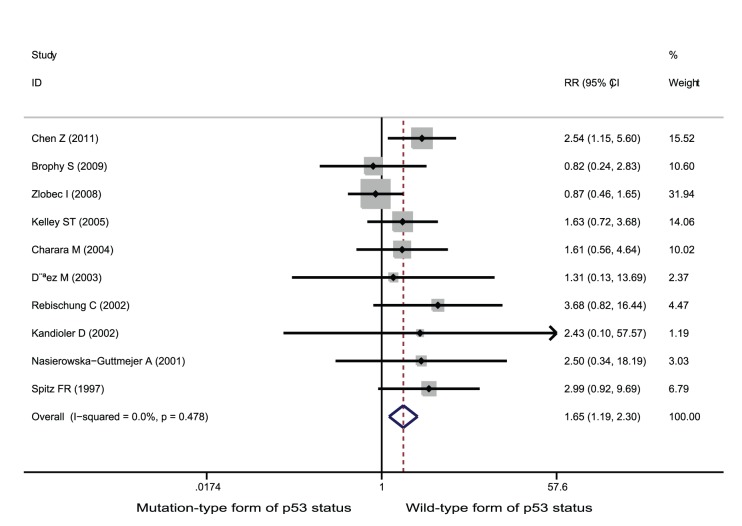 Study %
ID RR (95% CI Weight
Chen Z (2011) 2.54 (1.15, 5.60) 15.52
Brophy S (2009) 0.82 (0.24, 2.83) 10.60
Zlobec I (2008) 0.87 (0.46, 1.65) 31.94
Kelley ST (2005) 1.63 (0.72, 3.68) 14.06
Charara M (2004) 1.61 (0.56, 4.64) 10.02
D¨ªez M (2003) 1.31 (0.13, 13.69) 2.37
Rebischung C (2002) 3.68 (0.82, 16.44) 4.47
Kandioler D (2002) 2.43 (0.10, 57.57) 1.19
Nasierowska−Guttmejer A (2001) 2.50 (0.34, 18.19) 3.03
Spitz FR (1997) 2.99 (0.92, 9.69) 6.79
Overall (I−squared = 0.0%, p = 0.478) 1.65 (1.19, 2.30) 100.00
.0174 1 57.6
Mutation-type form of p53 status Wild-type form of p53 status